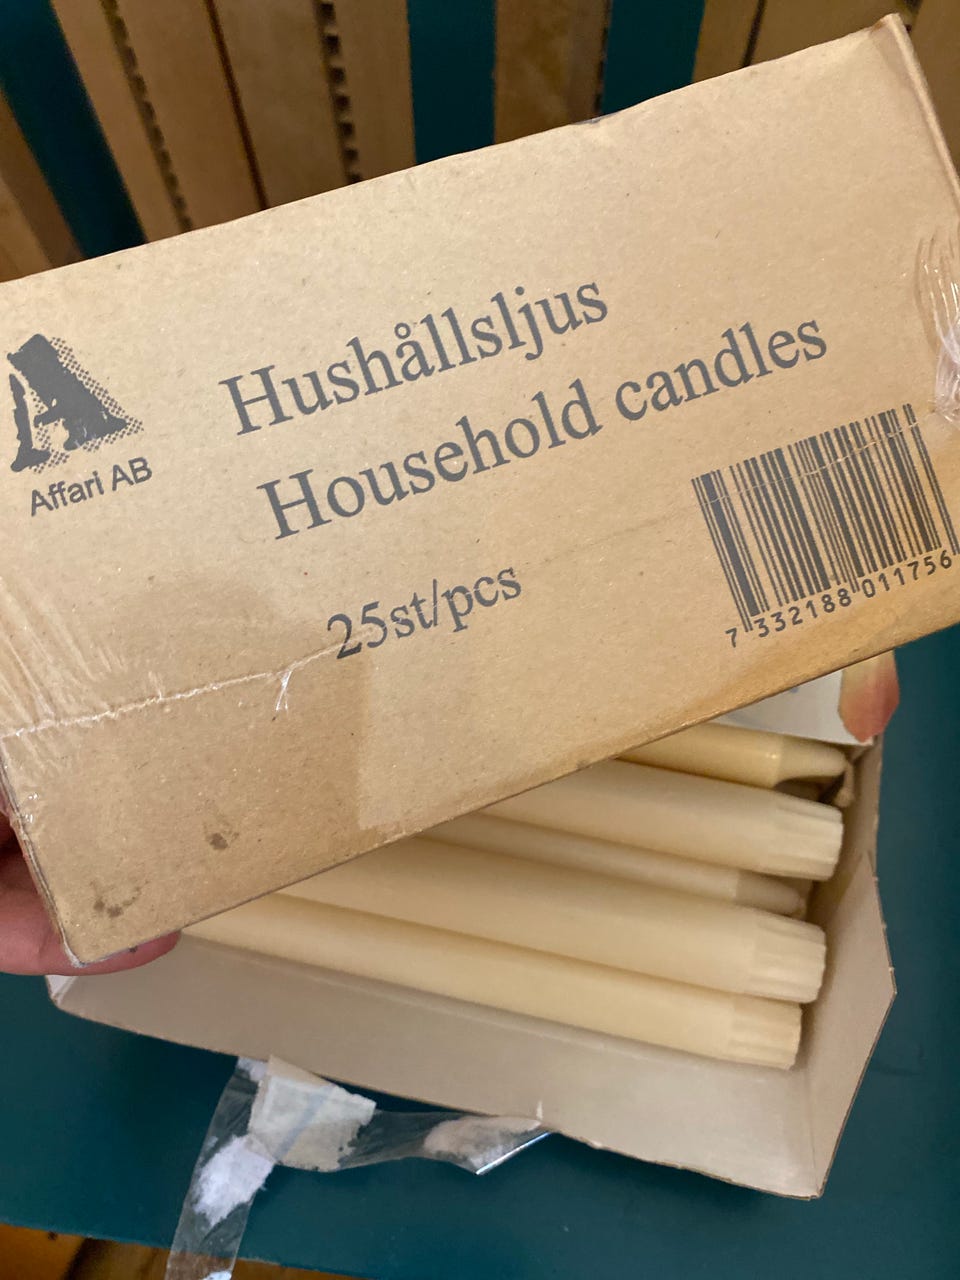 A
Affari AB
Hushållsljus
Household candles
25st/pcs
7 332188 011756